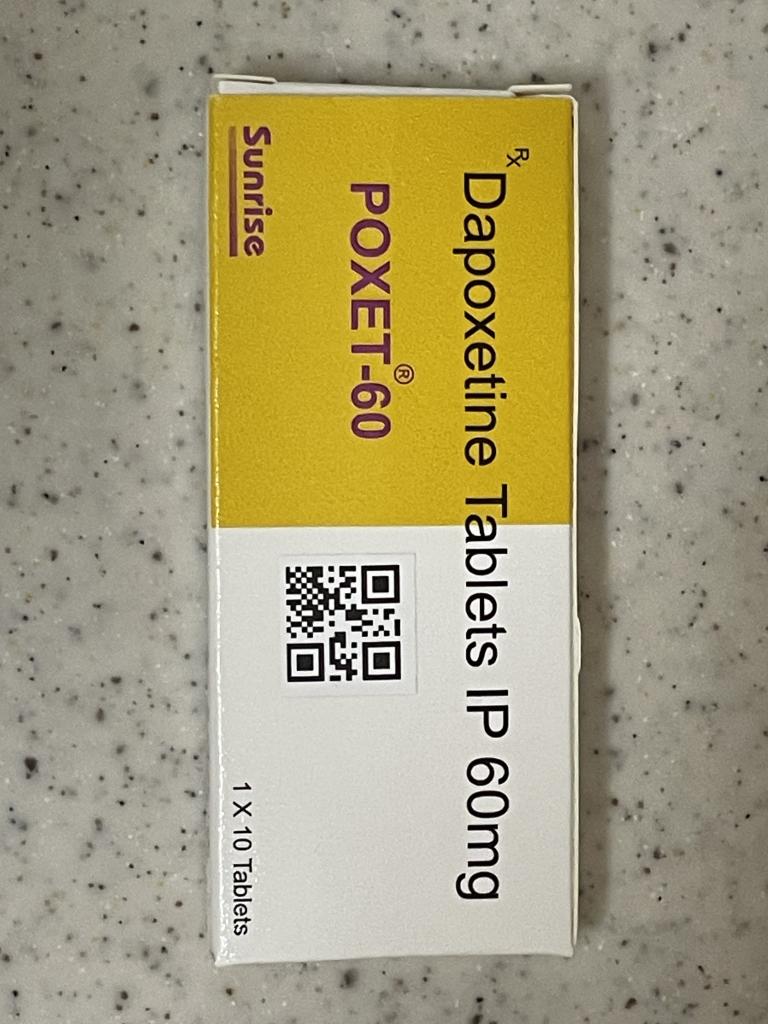 Rx Dapoxetine Tablets IP 60mg
POXET®-60
Sunrise
1 X 10 Tablets